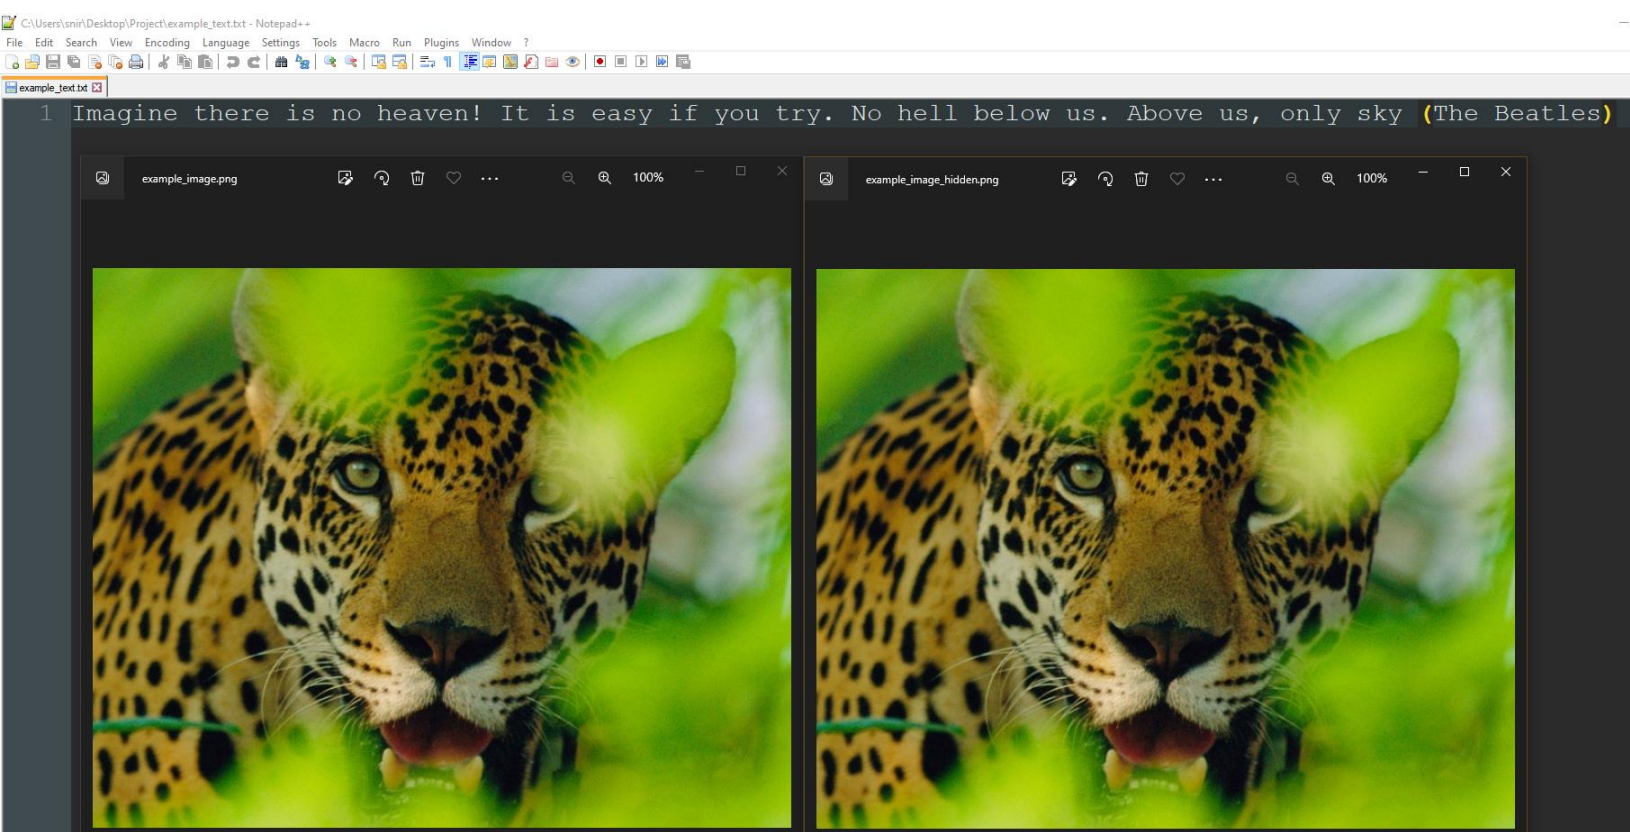 C:\Users\snir\Desktop\Project\example_text.txt - Notepad++
File Edit Search View Encoding Language Settings Tools Macro Run Plugins Window ?
example_text.txt
1 Imagine there is no heaven! It is easy if you try. No hell below us. Above us, only sky (The Beatles)
example_image.png 100% example_image_hidden.png 100%